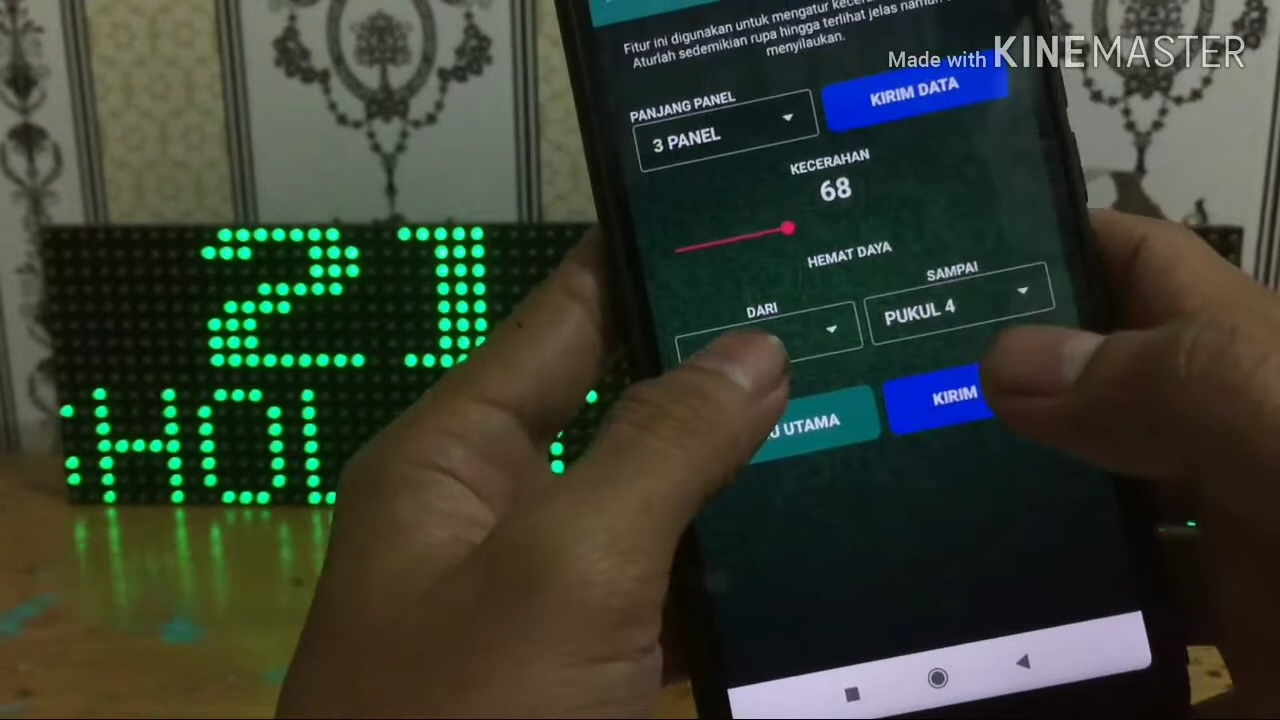 Fitur ini digunakan untuk mengatur
Aturlah sedemikian rupa hingga terlihat jelas namun
menyilaukan.
Made with KINEMASTER
PANJANG PANEL
KIRIM DATA
3 PANEL
KECERAHAN
68
HEMAT DAYA
DARI
SAMPAI
PUKUL 4
UTAMA
KIRIM